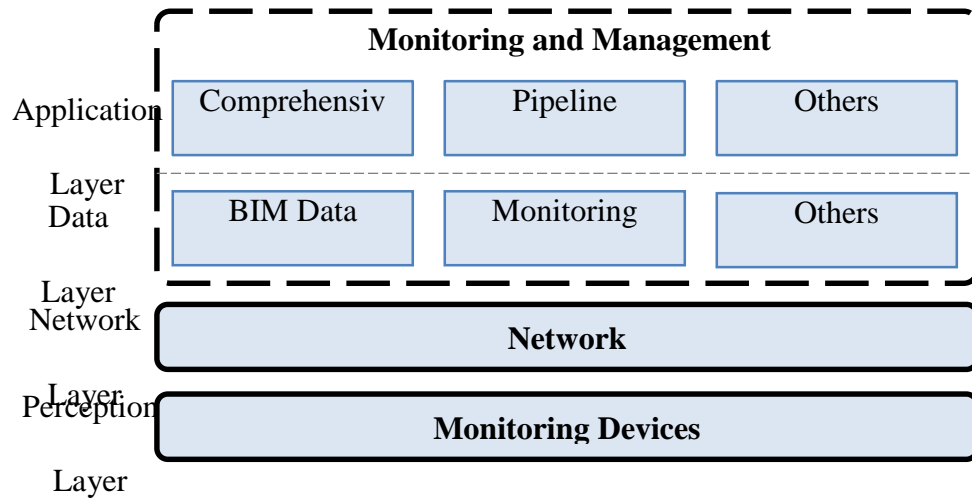 Monitoring and Management
Application
Layer
Comprehensiv
Pipeline
Others
Data
Layer
BIM Data
Monitoring
Others
Network
Layer
Network
Perception
Layer
Monitoring Devices